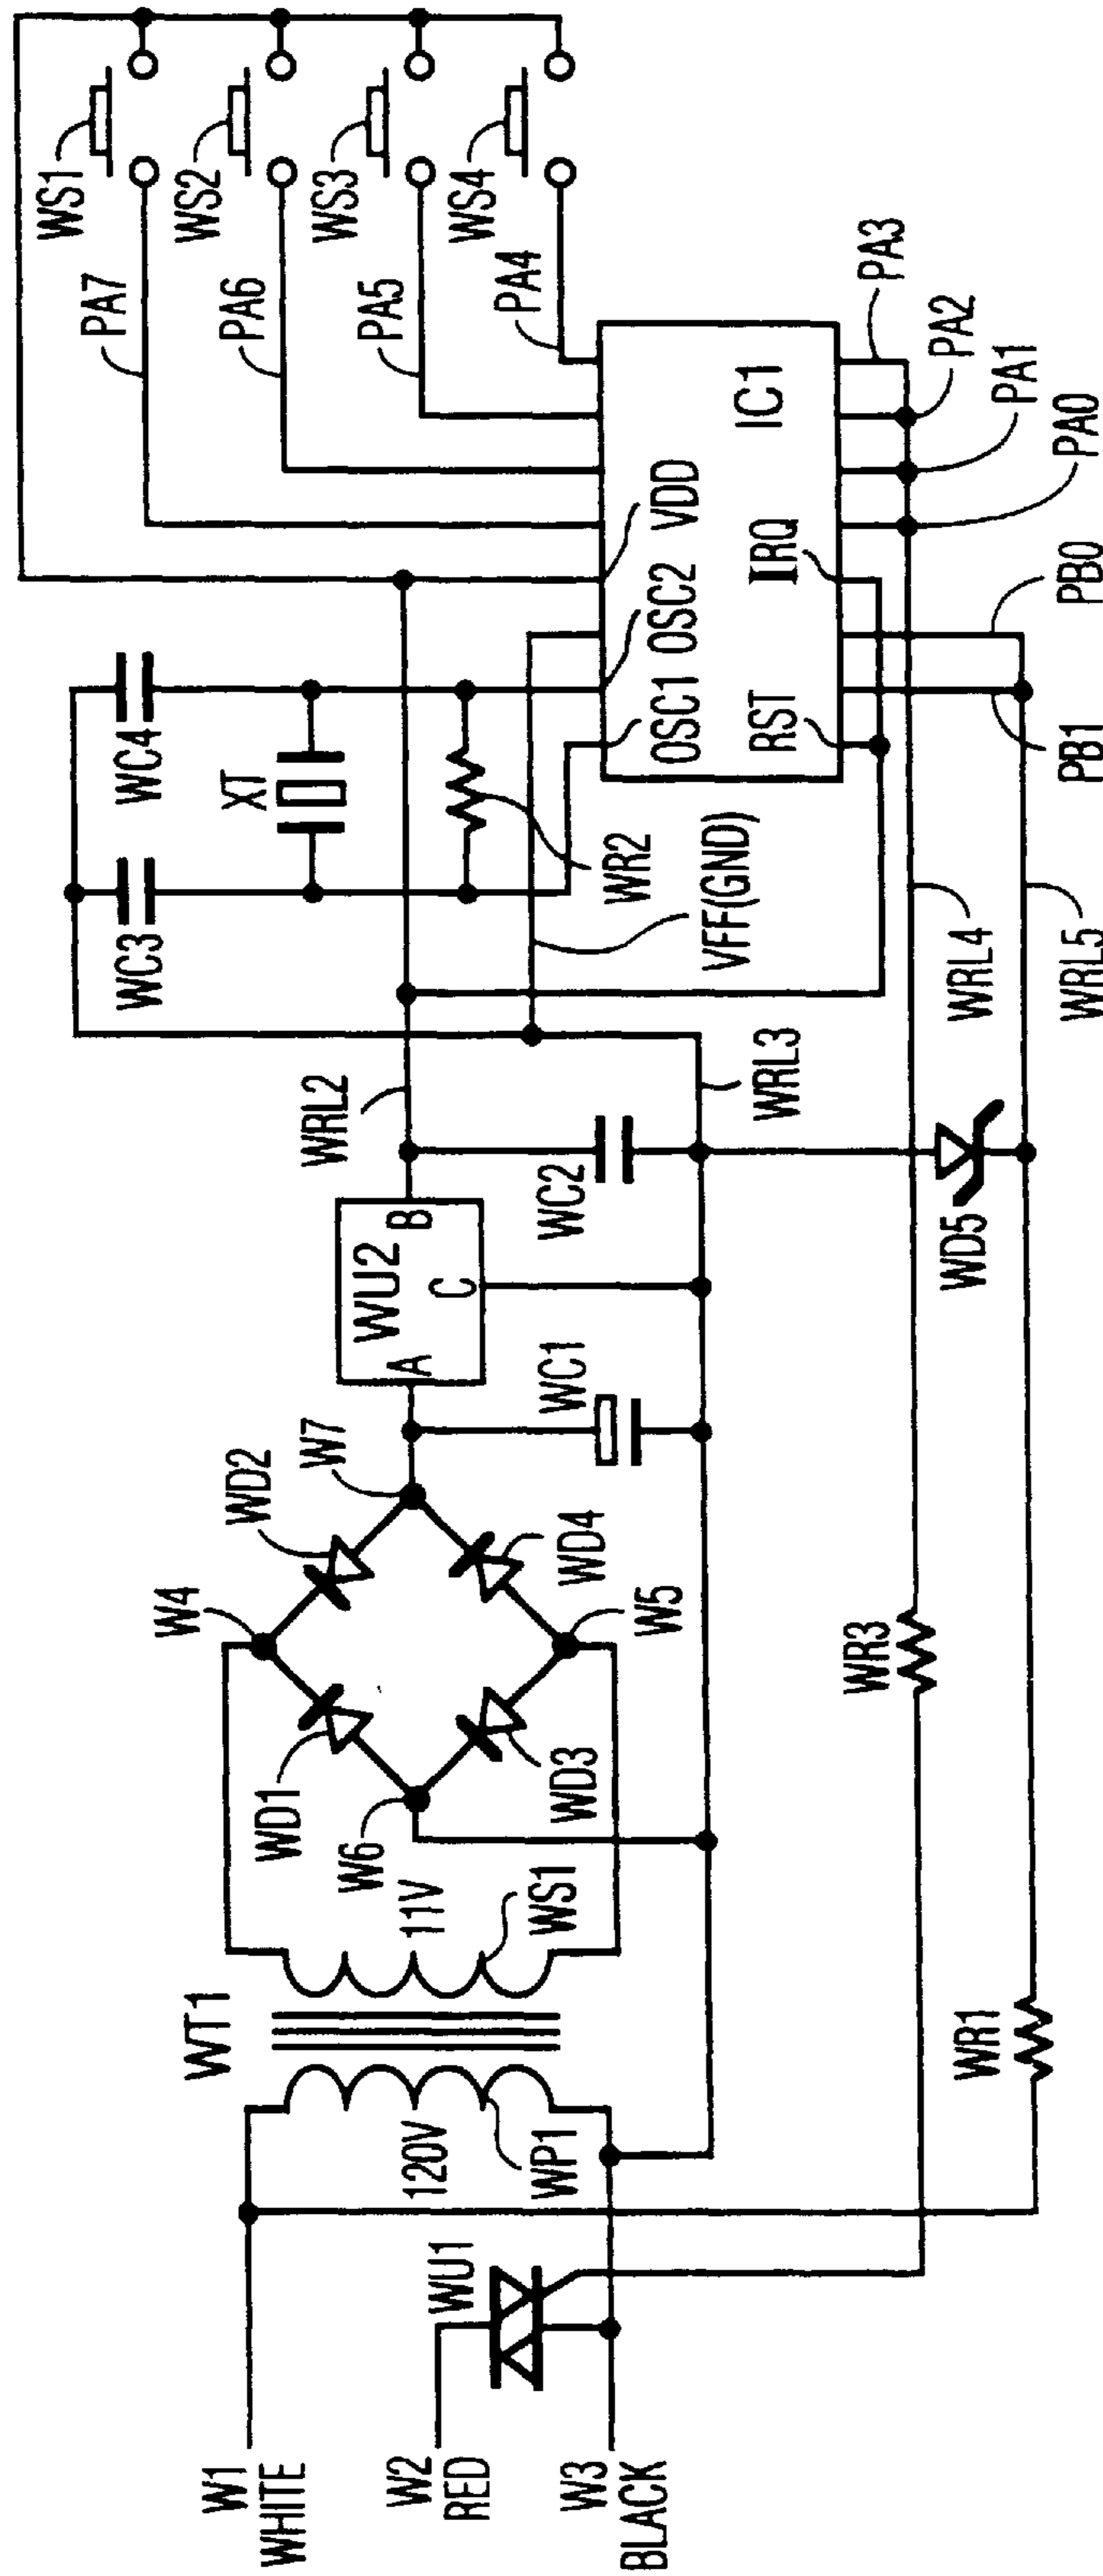 W1
WHITE
W2
RED
W3
BLACK
WU1
120V
WP1
WT1
11V
WS1
W6
WD1
WD3
W4
W5
WD2
WD4
W7
WC1
WU2
A
B
C
WC2
WRL2
WRL3
WD5
WR1
WR3
WRL4
WRL5
WC3
WC4
XT
WR2
VFF(GND)
OSC1
OSC2
VDD
RST
IRQ
IC1
PB1
PB0
PA0
PA1
PA2
PA3
PA7
PA6
PA5
PA4
WS1
WS2
WS3
WS4